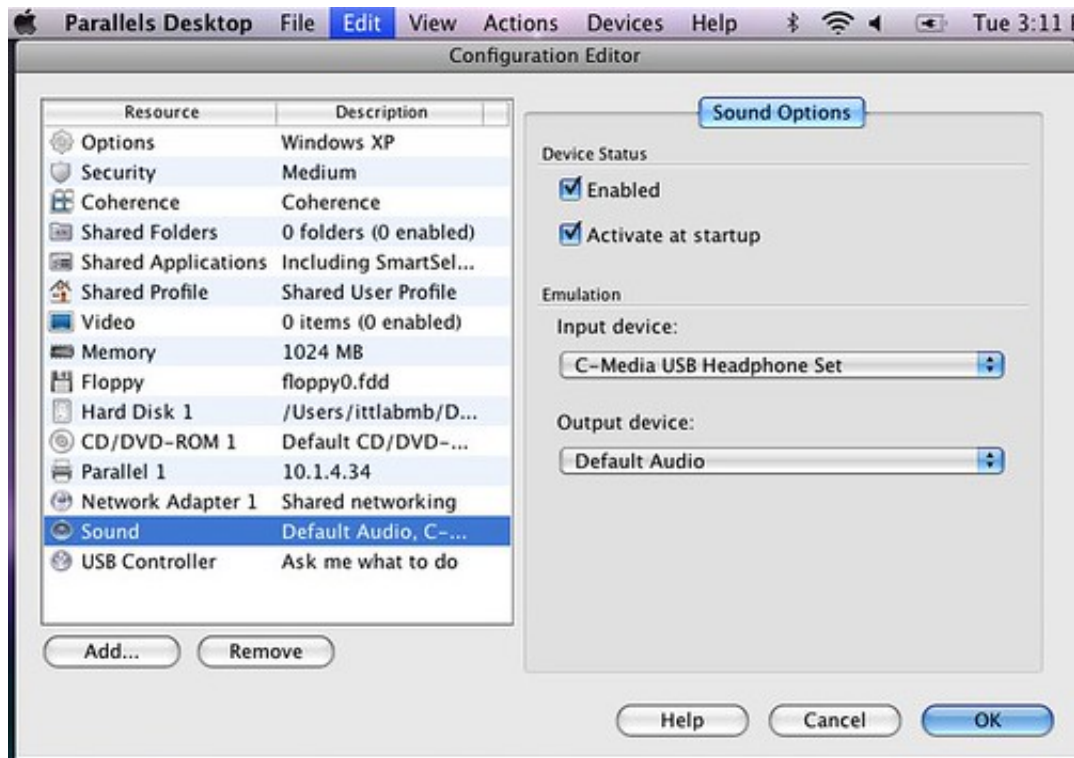 Parallels Desktop File Edit View Actions Devices Help Tue 3:11
Configuration Editor
Resource Description
Options Windows XP
Security Medium
Coherence Coherence
Shared Folders 0 folders (0 enabled)
Shared Applications Including SmartSel...
Shared Profile Shared User Profile
Video 0 items (0 enabled)
Memory 1024 MB
Floppy floppy0.fdd
Hard Disk 1 /Users/ittlabmb/D...
CD/DVD-ROM 1 Default CD/DVD-...
Parallel 1 10.1.4.34
Network Adapter 1 Shared networking
Sound Default Audio, C-...
USB Controller Ask me what to do
Add... Remove
Sound Options
Device Status
Enabled
Activate at startup
Emulation
Input device:
C-Media USB Headphone Set
Output device:
Default Audio
Help Cancel OK